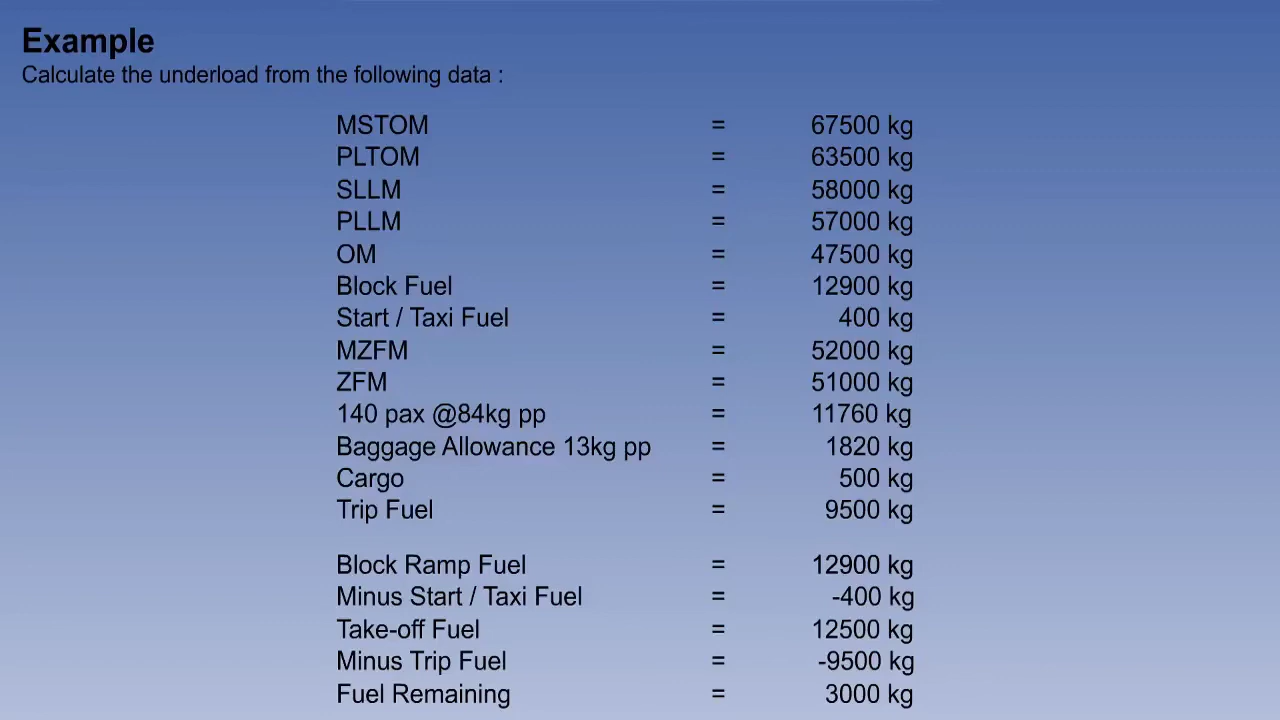 Example
Calculate the underload from the following data :
MSTOM = 67500 kg
PLTOM = 63500 kg
SLLM = 58000 kg
PLLM = 57000 kg
OM = 47500 kg
Block Fuel = 12900 kg
Start / Taxi Fuel = 400 kg
MZFM = 52000 kg
ZFM = 51000 kg
140 pax @84kg pp = 11760 kg
Baggage Allowance 13kg pp = 1820 kg
Cargo = 500 kg
Trip Fuel = 9500 kg
Block Ramp Fuel = 12900 kg
Minus Start / Taxi Fuel = -400 kg
Take-off Fuel = 12500 kg
Minus Trip Fuel = -9500 kg
Fuel Remaining = 3000 kg